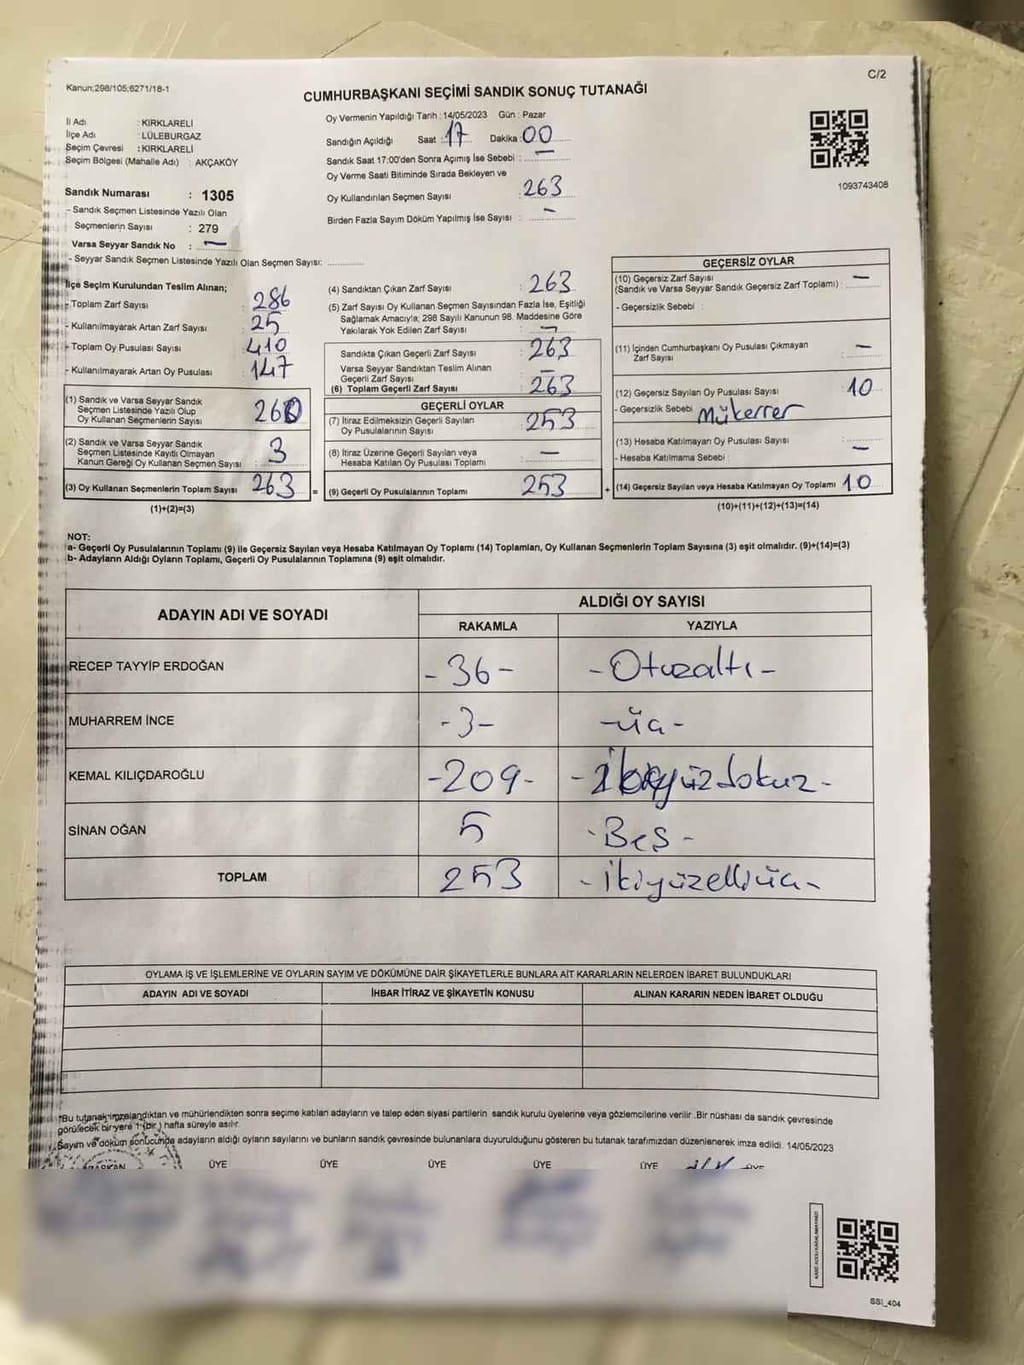 Kanun;298/105;6271/18-1
C/2
CUMHURBAŞKANI SEÇİMİ SANDIK SONUÇ TUTANAĞI
İl Adı : KIRKLARELİ
İlçe Adı : LÜLEBURGAZ
Seçim Çevresi : KIRKLARELİ
Seçim Bölgesi (Mahalle Adı) : AKÇAKÖY
Sandık Numarası : 1305
- Sandık Seçmen Listesinde Yazılı Olan
Seçmenlerin Sayısı : 279
Varsa Seyyar Sandık No : —
- Seyyar Sandık Seçmen Listesinde Yazılı Olan Seçmen Sayısı:
Oy Vermenin Yapıldığı Tarih : 14/05/2023 Gün : Pazar
Sandığın Açıldığı Saat : 17 Dakika : 00
Sandık Saat 17:00'den Sonra Açımış İse Sebebi : —
Oy Verme Saati Bitiminde Sırada Bekleyen ve
Oy Kullandırılan Seçmen Sayısı : 263
Birden Fazla Sayım Döküm Yapılmış İse Sayısı : —
1093743408
İlçe Seçim Kurulundan Teslim Alınan;
- Toplam Zarf Sayısı : 286
- Kullanılmayarak Artan Zarf Sayısı : 25
- Toplam Oy Pusulası Sayısı : 410
- Kullanılmayarak Artan Oy Pusulası : 147
(1) Sandık ve Varsa Seyyar Sandık
Seçmen Listesinde Yazılı Olup
Oy Kullanan Seçmenlerin Sayısı : 260
(2) Sandık ve Varsa Seyyar Sandık
Seçmen Listesinde Kayıtlı Olmayan
Kanun Gereği Oy Kullanan Seçmen Sayısı : 3
(3) Oy Kullanan Seçmenlerin Toplam Sayısı : 263 =
(1)+(2)=(3)
(4) Sandıktan Çıkan Zarf Sayısı : 263
(5) Zarf Sayısı Oy Kullanan Seçmen Sayısından Fazla İse, Eşitliği
Sağlamak Amacıyla; 298 Sayılı Kanunun 98. Maddesine Göre
Yakılarak Yok Edilen Zarf Sayısı : —
Sandıkta Çıkan Geçerli Zarf Sayısı : 263
Varsa Seyyar Sandıktan Teslim Alınan
Geçerli Zarf Sayısı : —
(6) Toplam Geçerli Zarf Sayısı : 263
GEÇERLİ OYLAR
(7) İtiraz Edilmeksizin Geçerli Sayılan
Oy Pusulalarının Sayısı : 253
(8) İtiraz Üzerine Geçerli Sayılan veya
Hesaba Katılan Oy Pusulası Toplamı : —
(9) Geçerli Oy Pusulalarının Toplamı : 253 +
GEÇERSİZ OYLAR
(10) Geçersiz Zarf Sayısı
(Sandık ve Varsa Seyyar Sandık Geçersiz Zarf Toplamı) : —
- Geçersizlik Sebebi :
(11) İçinden Cumhurbaşkanı Oy Pusulası Çıkmayan
Zarf Sayısı : —
(12) Geçersiz Sayılan Oy Pusulası Sayısı : 10
- Geçersizlik Sebebi : Mükerrer
(13) Hesaba Katılmayan Oy Pusulası Sayısı : —
- Hesaba Katılmama Sebebi :
(14) Geçersiz Sayılan veya Hesaba Katılmayan Oy Toplamı : 10
(10)+(11)+(12)+(13)=(14)
NOT:
a- Geçerli Oy Pusulalarının Toplamı (9) ile Geçersiz Sayılan veya Hesaba Katılmayan Oy Toplamı (14) Toplamları, Oy Kullanan Seçmenlerin Toplam Sayısına (3) eşit olmalıdır. (9)+(14)=(3)
b- Adayların Aldığı Oyların Toplamı, Geçerli Oy Pusulalarının Toplamına (9) eşit olmalıdır.
ADAYIN ADI VE SOYADI ALDIĞI OY SAYISI
RAKAMLA YAZIYLA
RECEP TAYYİP ERDOĞAN -36- -Otuzaltı-
MUHARREM İNCE -3- -üç-
KEMAL KILIÇDAROĞLU -209- -İkiyüzdokuz-
SİNAN OĞAN 5 -Beş-
TOPLAM 253 -İkiyüzelliüç-
OYLAMA İŞ VE İŞLEMLERİNE VE OYLARIN SAYIM VE DÖKÜMÜNE DAİR ŞİKAYETLERLE BUNLARA AİT KARARLARIN NELERDEN İBARET BULUNDUKLARI
ADAYIN ADI VE SOYADI İHBAR İTİRAZ VE ŞİKAYETİN KONUSU ALINAN KARARIN NEDEN İBARET OLDUĞU
*Bu tutanak imzalandıktan ve mühürlendikten sonra seçime katılan adayların ve talep eden siyasi partilerin sandık kurulu üyelerine veya gözlemcilerine verilir. Bir nüshası da sandık çevresinde
görülecek bir yere 1 (bir) hafta süreyle asılır.
Sayım ve döküm sonucunda adayların aldığı oyların sayılarını ve bunların sandık çevresinde bulunanlara duyurulduğunu gösteren bu tutanak tarafımızdan düzenlenerek imza edildi. 14/05/2023
BAŞKAN ÜYE ÜYE ÜYE ÜYE ÜYE ÜYE
SSI_404